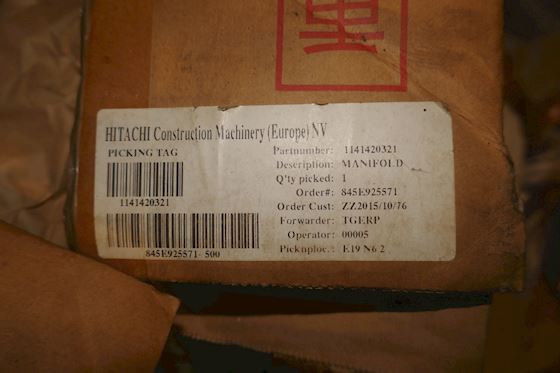 HITACHI Construction Machinery (Europe) NV
PICKING TAG
1141420321
845E925571- 500
Partnumber: 1141420321
Description: MANIFOLD
Q'ty picked: 1
Order#: 845E925571
Order Cust: ZZ2015/10/76
Forwarder: TGERP
Operator: 00005
Picknploc.: E19 N6 2